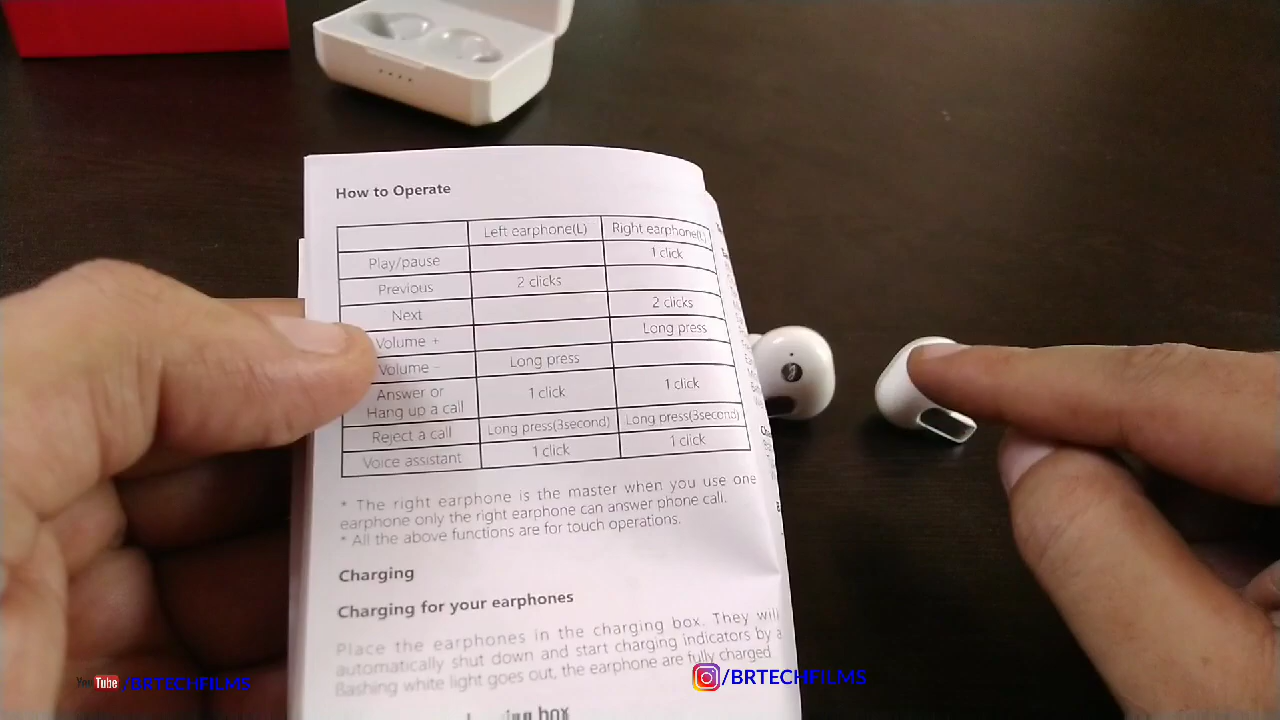 How to Operate
Left earphone(L) Right earphone(L)
Play/pause 1 click
Previous 2 clicks
Next 2 clicks
Volume + Long press
Volume - Long press
Answer or
Hang up a call 1 click 1 click
Reject a call Long press(3second) Long press(3second)
Voice assistant 1 click 1 click
* The right earphone is the master when you use one
earphone only the right earphone can answer phone call.
* All the above functions are for touch operations.
Charging
Charging for your earphones
Place the earphones in the charging box. They will
automatically shut down and start charging indicators by a
flashing white light goes out, the earphone are fully charged.
box
YouTube /BRTECHFILMS
/BRTECHFILMS